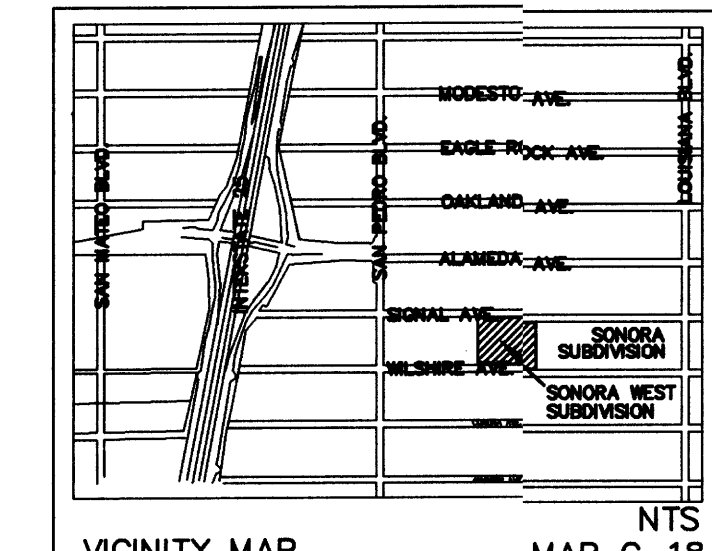 MODESTO AVE.
EAGLE ROCK AVE.
OAKLAND AVE.
ALAMEDA AVE.
SIGNAL AVE.
WILSHIRE AVE.
SAN MATEO BLVD
INTERSTATE 25
SAN PEDRO BLVD.
LOUISIANA BLVD.
SONORA
SUBDIVISION
SONORA WEST
SUBDIVISION
NTS
VICINITY MAP
MAP C-18